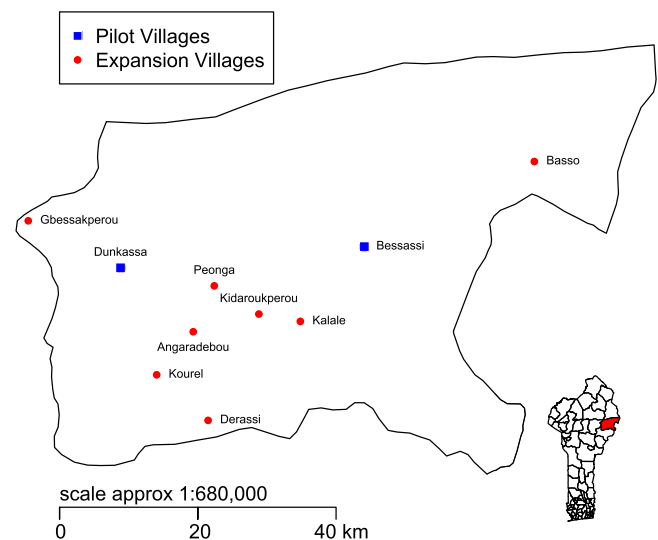 Pilot Villages
Expansion Villages
Basso
Gbessakperou
Bessassi
Dunkassa
Peonga
Kidaroukperou
Kalale
Angaradebou
Kourel
Derassi
scale approx 1:680,000
0 20 40 km